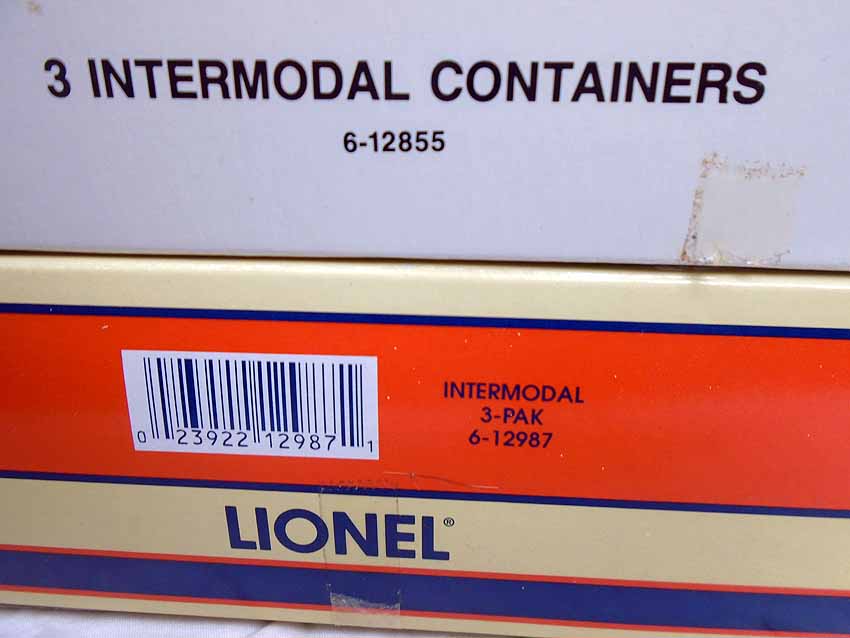 3 INTERMODAL CONTAINERS
6-12855
INTERMODAL
3-PAK
6-12987
0 23922 12987 1
LIONEL®